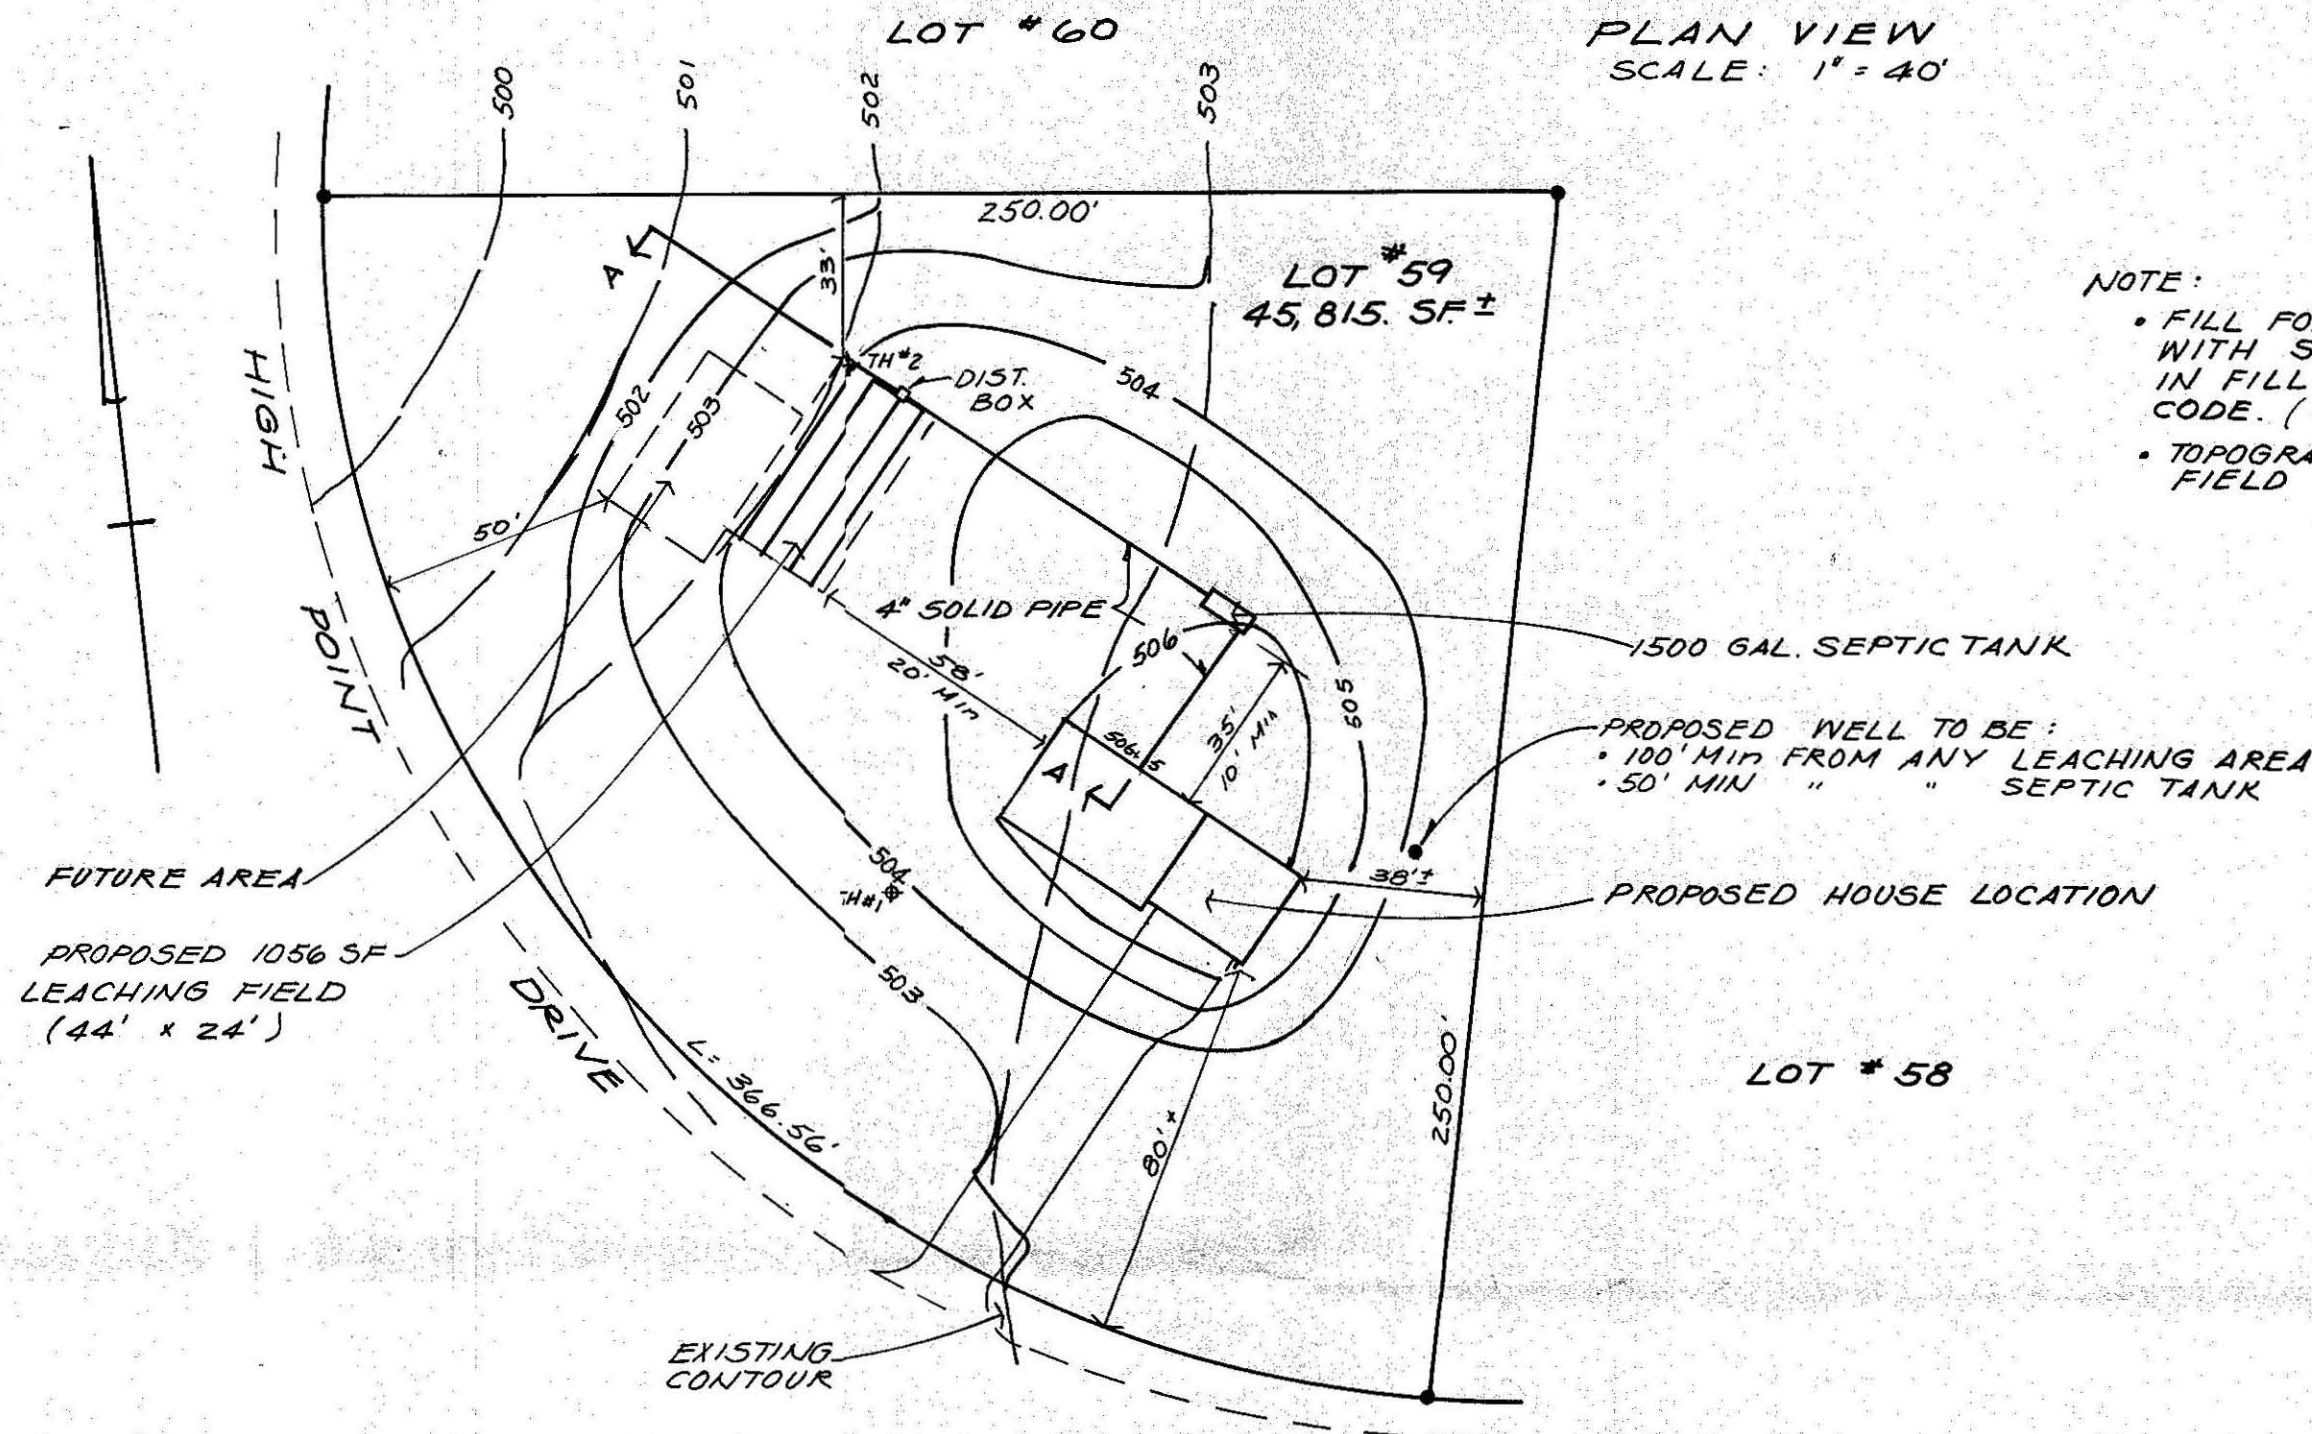 LOT #60
PLAN VIEW
SCALE: 1" = 40'
500
501
502
503
250.00'
LOT #59
45,815. SF.±
NOTE:
• FILL FO
WITH S
IN FILL
CODE. (
• TOPOGRA
FIELD
A
33'
TH#2
DIST.
BOX
504
502
503
HIGH
POINT
DRIVE
50'
4" SOLID PIPE
58'
20' Min
506
505
35'
10' Min
506+.5
A
1500 GAL. SEPTIC TANK
PROPOSED WELL TO BE:
• 100' Min FROM ANY LEACHING AREA
• 50' MIN " " SEPTIC TANK
38'±
PROPOSED HOUSE LOCATION
FUTURE AREA
PROPOSED 1056 SF
LEACHING FIELD
(44' x 24')
504
TH#1
503
L= 366.56'
80'±
250.00'
LOT #58
EXISTING
CONTOUR